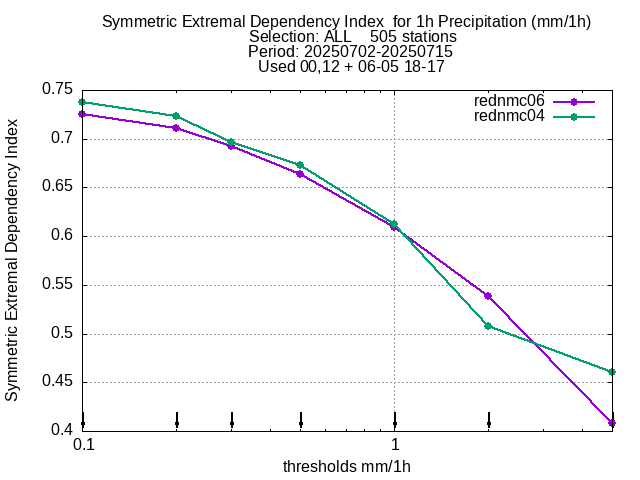 Symmetric Extremal Dependency Index  for 1h Precipitation (mm/1h)
Selection: ALL    505 stations
Period: 20250702-20250715
Used 00,12 + 06-05 18-17
rednmc06
rednmc04
0.75
0.7
0.65
0.6
0.55
0.5
0.45
0.4
Symmetric Extremal Dependency Index
0.1
1
thresholds mm/1h